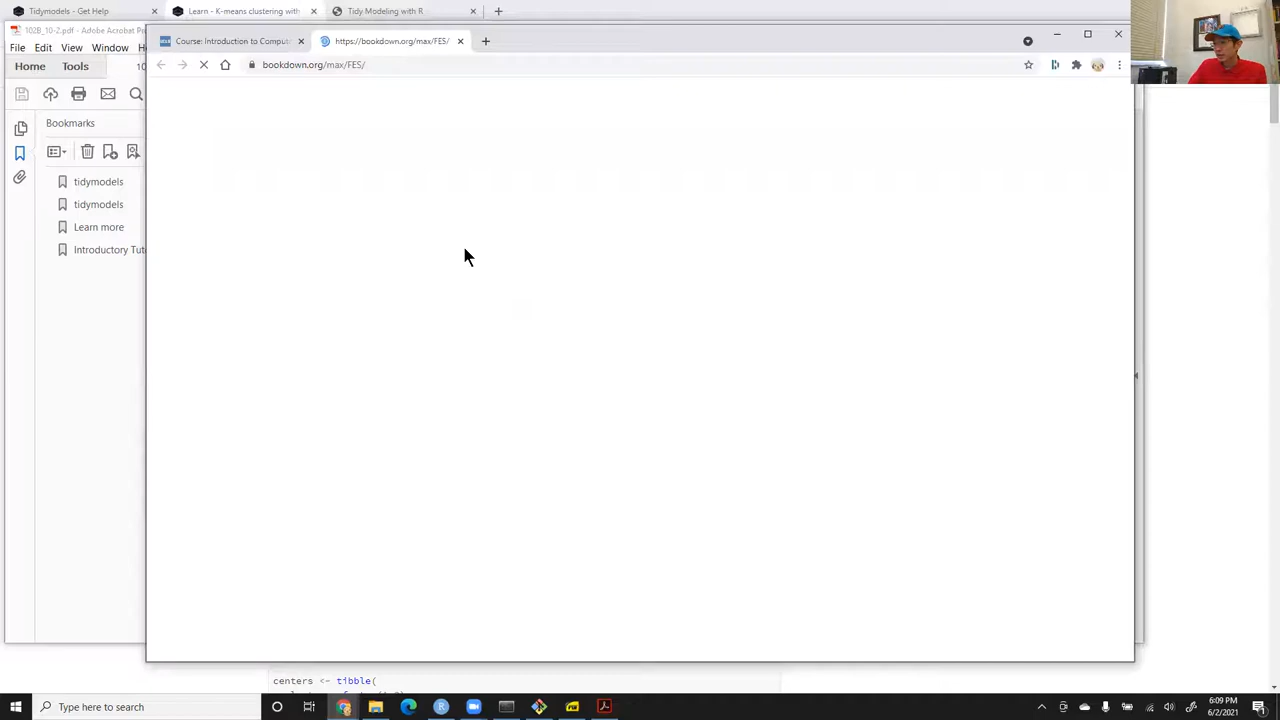 Tidymodels - Get Help
Learn - K-means clustering with
Tidy Modeling with R
102B_10-2.pdf - Adobe Acrobat Pr
File Edit View Window H
Home Tools 10
Course: Introduction to Comput
https://bookdown.org/max/FES/
bookdown.org/max/FES/
Bookmarks
tidymodels
tidymodels
Learn more
Introductory Tut
centers <- tibble(
Type here to search
6:09 PM
6/2/2021